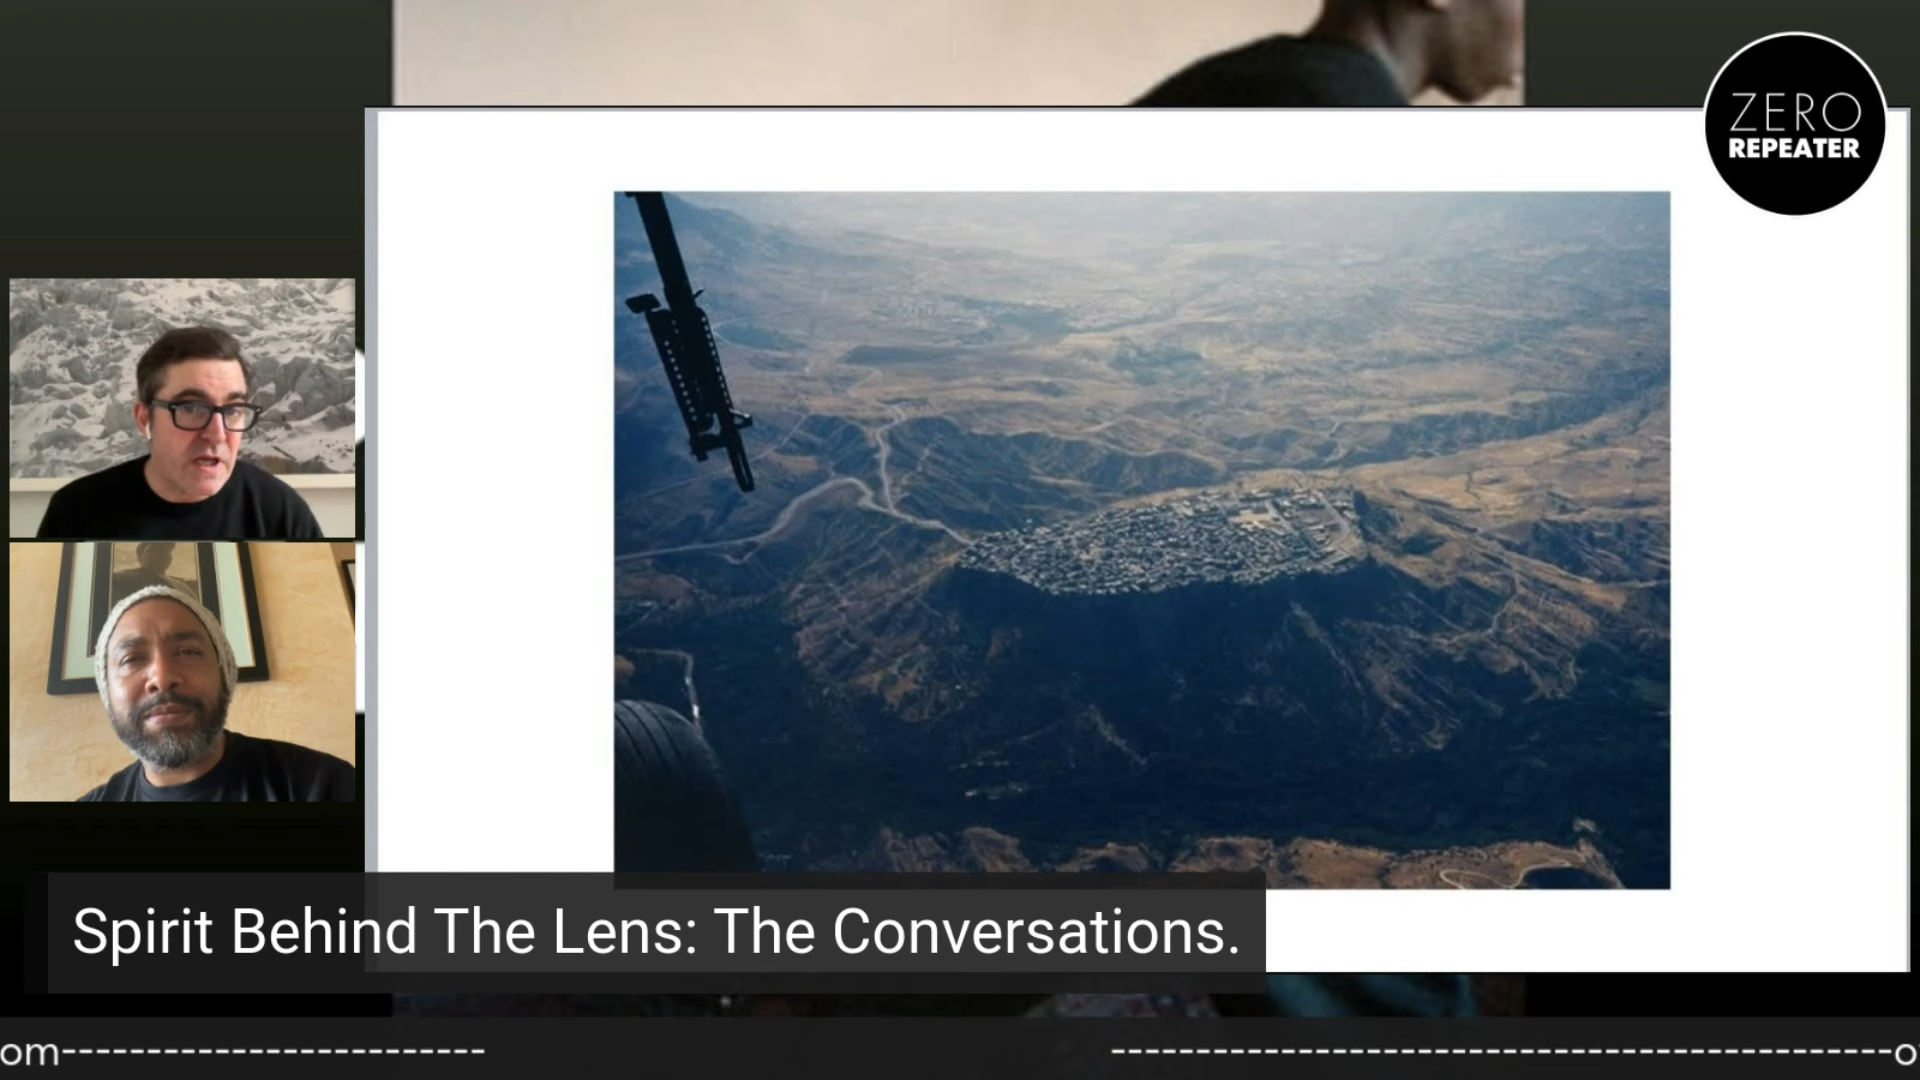 ZERO
REPEATER
Spirit Behind The Lens: The Conversations.
om-------------------------
----------------------------------------------o